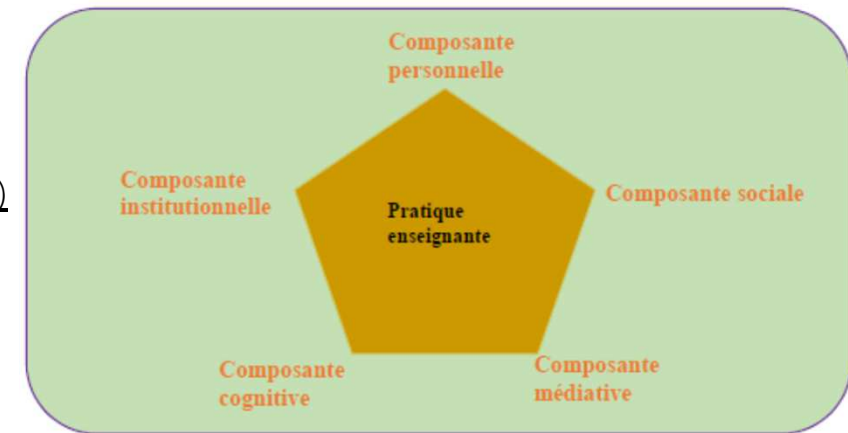 Composante
personnelle
)
Composante
institutionnelle
Composante sociale
Pratique
enseignante
Composante
cognitive
Composante
médiative